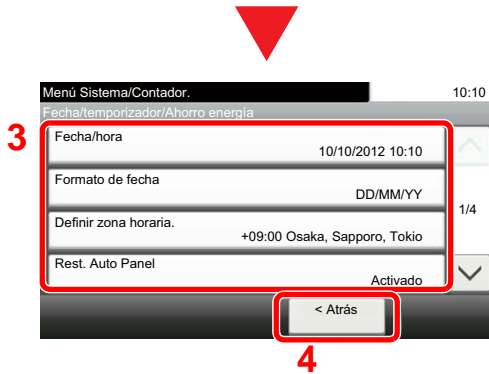 Menú Sistema/Contador.
10:10
Fecha/temporizador/Ahorro energía
3
Fecha/hora
10/10/2012 10:10
Formato de fecha
DD/MM/YY
1/4
Definir zona horaria.
+09:00 Osaka, Sapporo, Tokio
Rest. Auto Panel
Activado
< Atrás
4